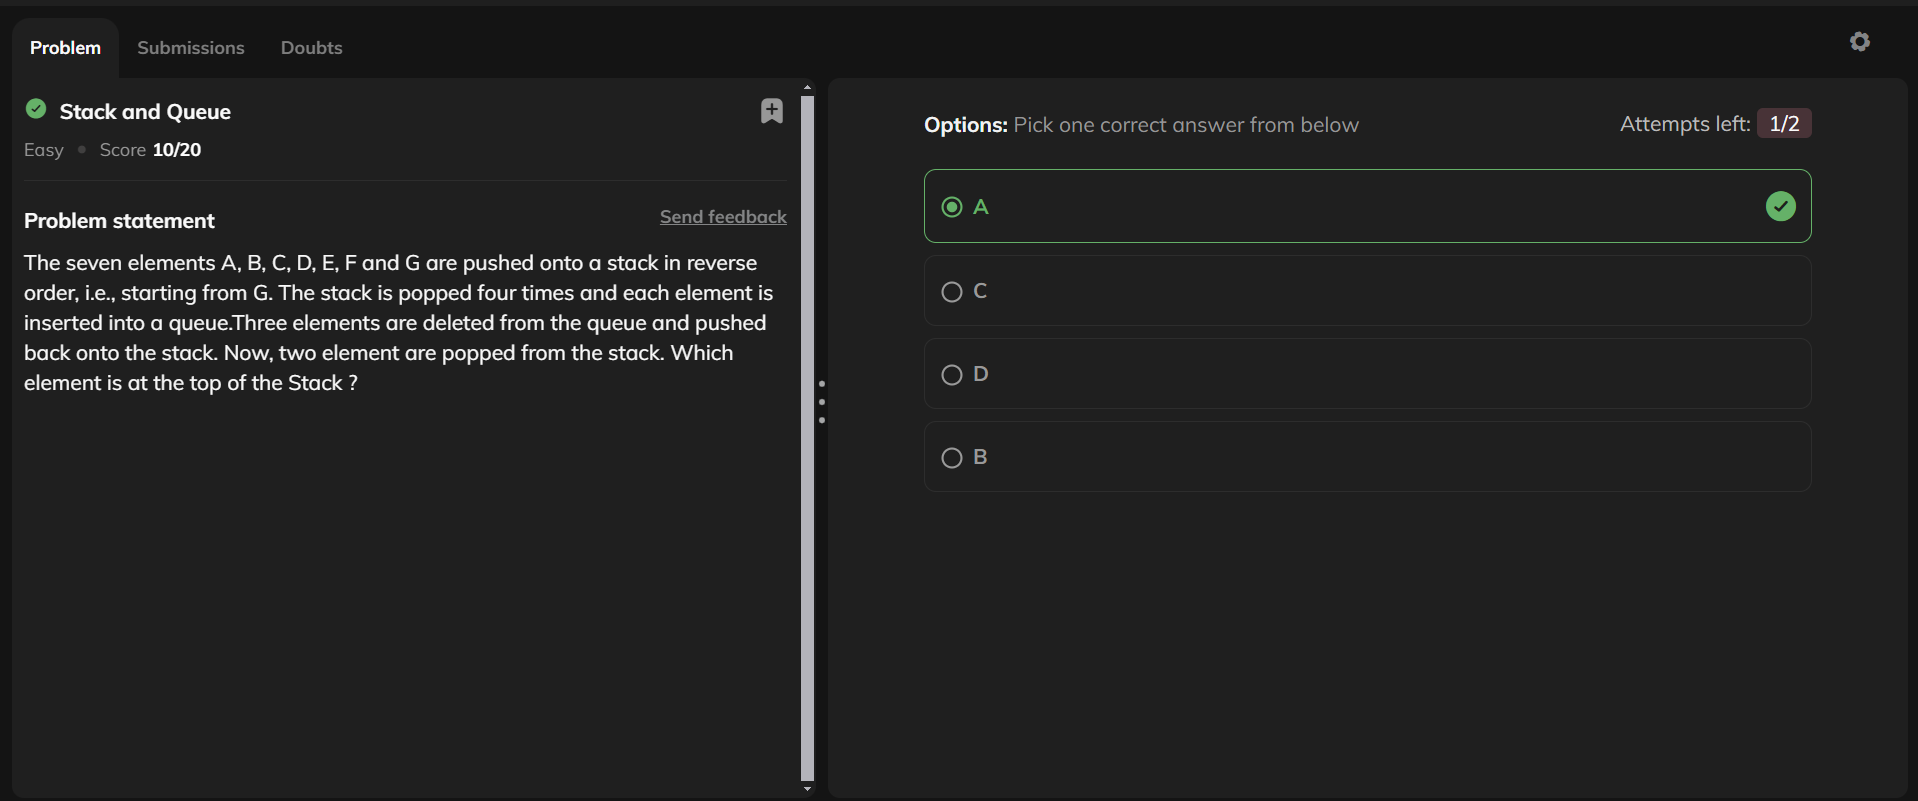 Problem Submissions Doubts
Stack and Queue
Easy • Score 10/20
Problem statement Send feedback
The seven elements A, B, C, D, E, F and G are pushed onto a stack in reverse
order, i.e., starting from G. The stack is popped four times and each element is
inserted into a queue.Three elements are deleted from the queue and pushed
back onto the stack. Now, two element are popped from the stack. Which
element is at the top of the Stack ?
Options: Pick one correct answer from below Attempts left: 1/2
A
C
D
B